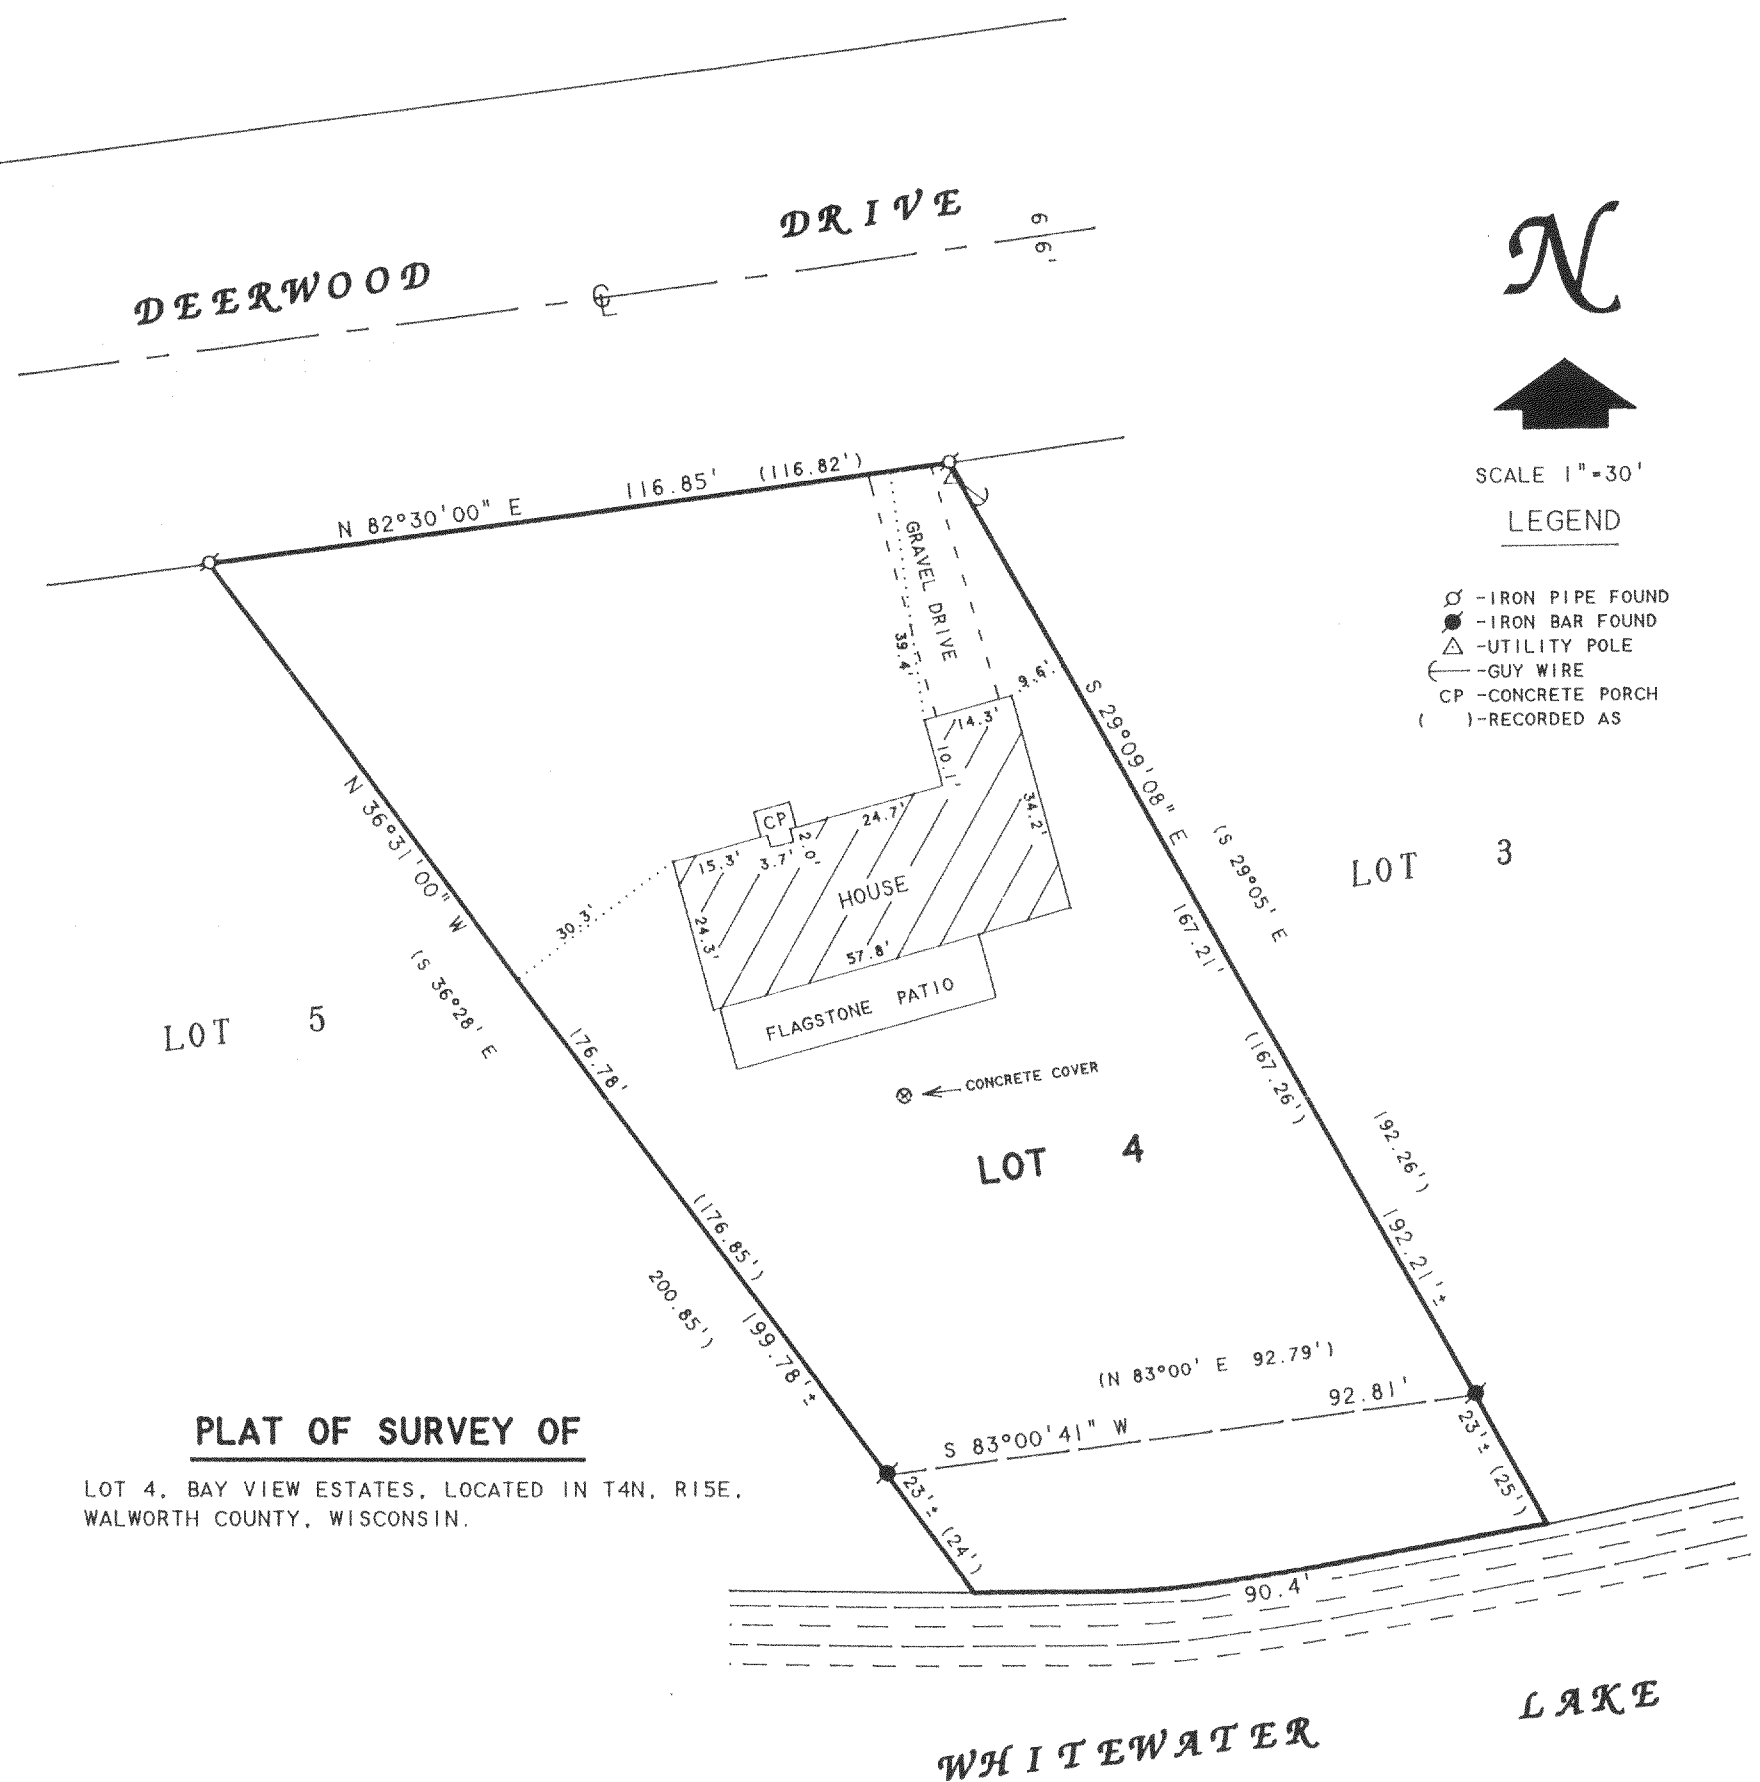 DEERWOOD DRIVE
66'
N
SCALE 1"=30'
LEGEND
-IRON PIPE FOUND
-IRON BAR FOUND
-UTILITY POLE
-GUY WIRE
CP -CONCRETE PORCH
( )-RECORDED AS
N 82°30'00" E 116.85' (116.82')
GRAVEL DRIVE
39.4'
9.6'
14.3'
10.1'
34.2'
S 29°09'08" E 167.21'
(S 29°05' E
(167.26')
192.26')
192.21'±
LOT 3
CP
24.7'
2.0'
3.7'
15.3'
HOUSE
24.3'
57.8'
30.3'
FLAGSTONE PATIO
CONCRETE COVER
LOT 4
N 36°31'00" W 176.78'
(S 36°28' E
(176.85')
200.85')
199.78'±
LOT 5
(N 83°00' E 92.79')
S 83°00'41" W 92.81'
23'± (25')
23'± (24')
90.4'
PLAT OF SURVEY OF
LOT 4, BAY VIEW ESTATES, LOCATED IN T4N, R15E,
WALWORTH COUNTY, WISCONSIN.
WHITEWATER LAKE